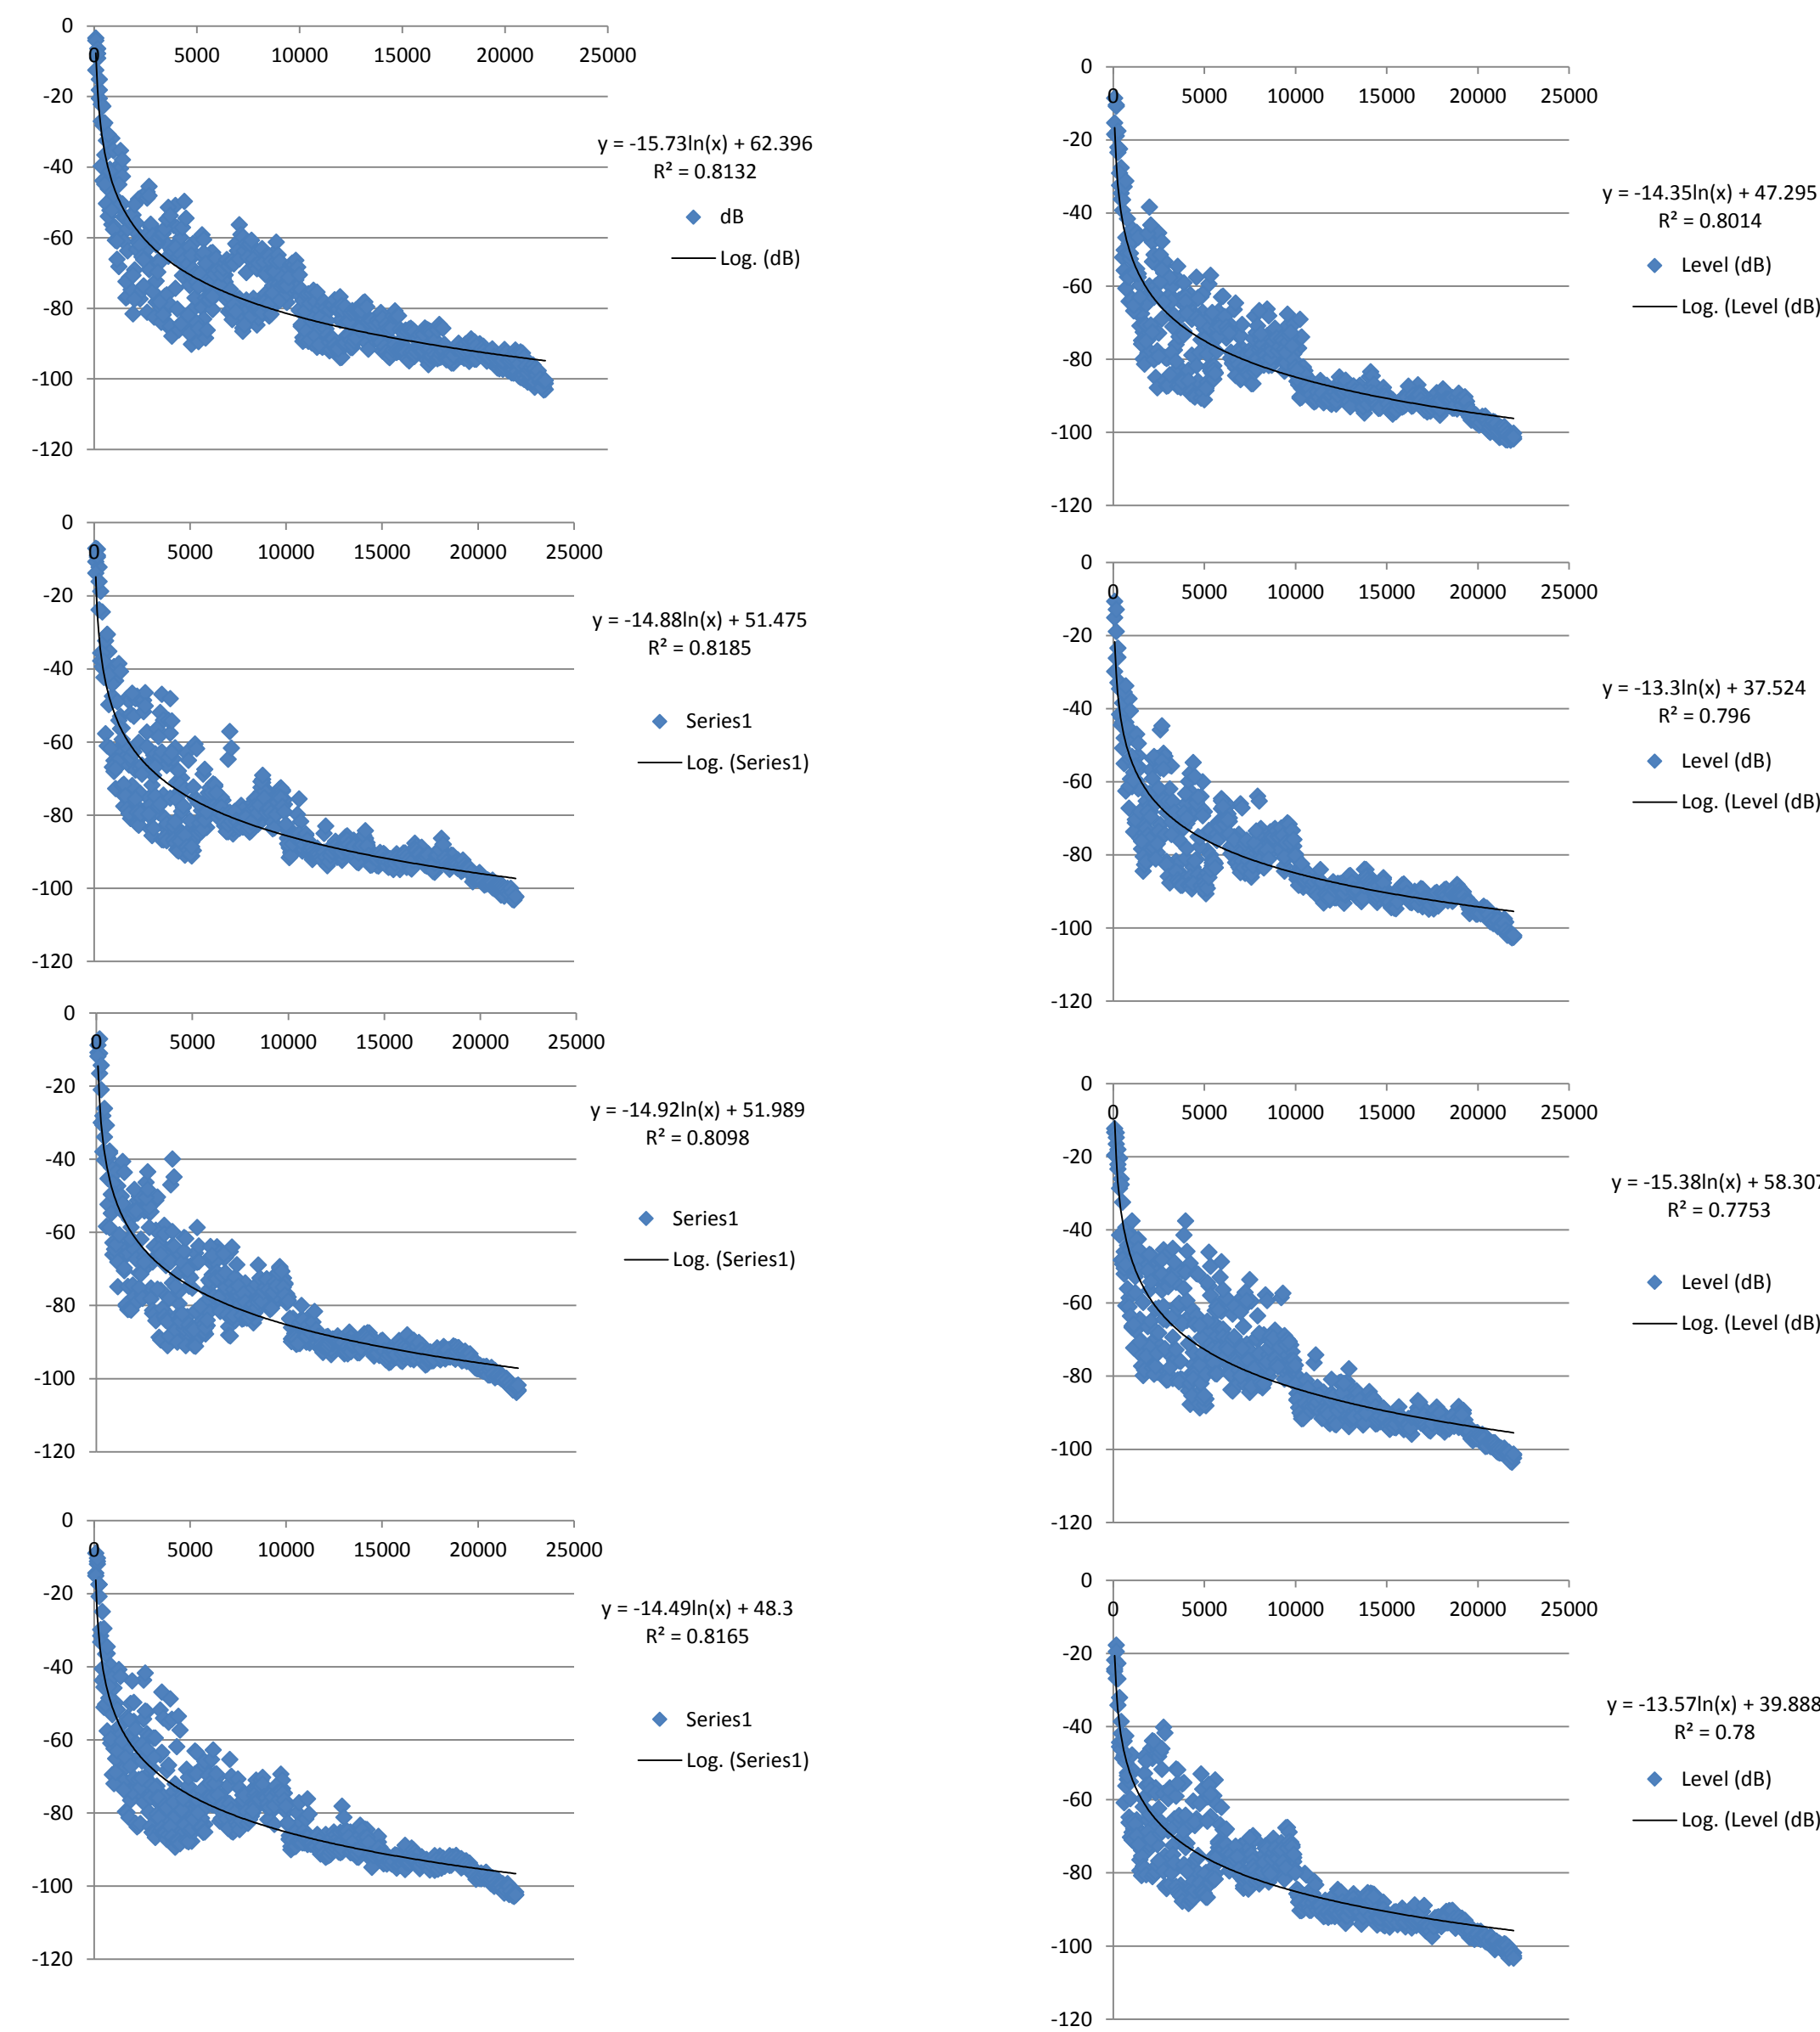 0
0 5000 10000 15000 20000 25000
-20
-40
-60
-80
-100
-120
y = -15.73ln(x) + 62.396
R² = 0.8132
dB
Log. (dB)
0
0 5000 10000 15000 20000 25000
-20
-40
-60
-80
-100
-120
y = -14.88ln(x) + 51.475
R² = 0.8185
Series1
Log. (Series1)
0
0 5000 10000 15000 20000 25000
-20
-40
-60
-80
-100
-120
y = -14.92ln(x) + 51.989
R² = 0.8098
Series1
Log. (Series1)
0
0 5000 10000 15000 20000 25000
-20
-40
-60
-80
-100
-120
y = -14.49ln(x) + 48.3
R² = 0.8165
Series1
Log. (Series1)
0
0 5000 10000 15000 20000 25000
-20
-40
-60
-80
-100
-120
y = -14.35ln(x) + 47.295
R² = 0.8014
Level (dB)
Log. (Level (dB)
0
0 5000 10000 15000 20000 25000
-20
-40
-60
-80
-100
-120
y = -13.3ln(x) + 37.524
R² = 0.796
Level (dB)
Log. (Level (dB)
0
0 5000 10000 15000 20000 25000
-20
-40
-60
-80
-100
-120
y = -15.38ln(x) + 58.307
R² = 0.7753
Level (dB)
Log. (Level (dB)
0
0 5000 10000 15000 20000 25000
-20
-40
-60
-80
-100
-120
y = -13.57ln(x) + 39.888
R² = 0.78
Level (dB)
Log. (Level (dB)